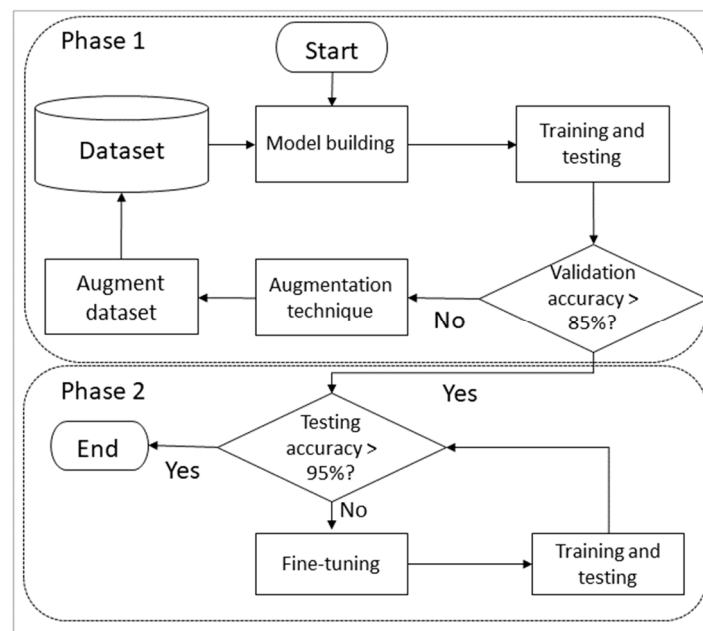 Phase 1
Start
Dataset
Model building
Training and
testing
Augment
dataset
Augmentation
technique
No
Validation
accuracy >
85%?
Phase 2
Yes
End
Yes
Testing
accuracy >
95%?
No
Fine-tuning
Training and
testing